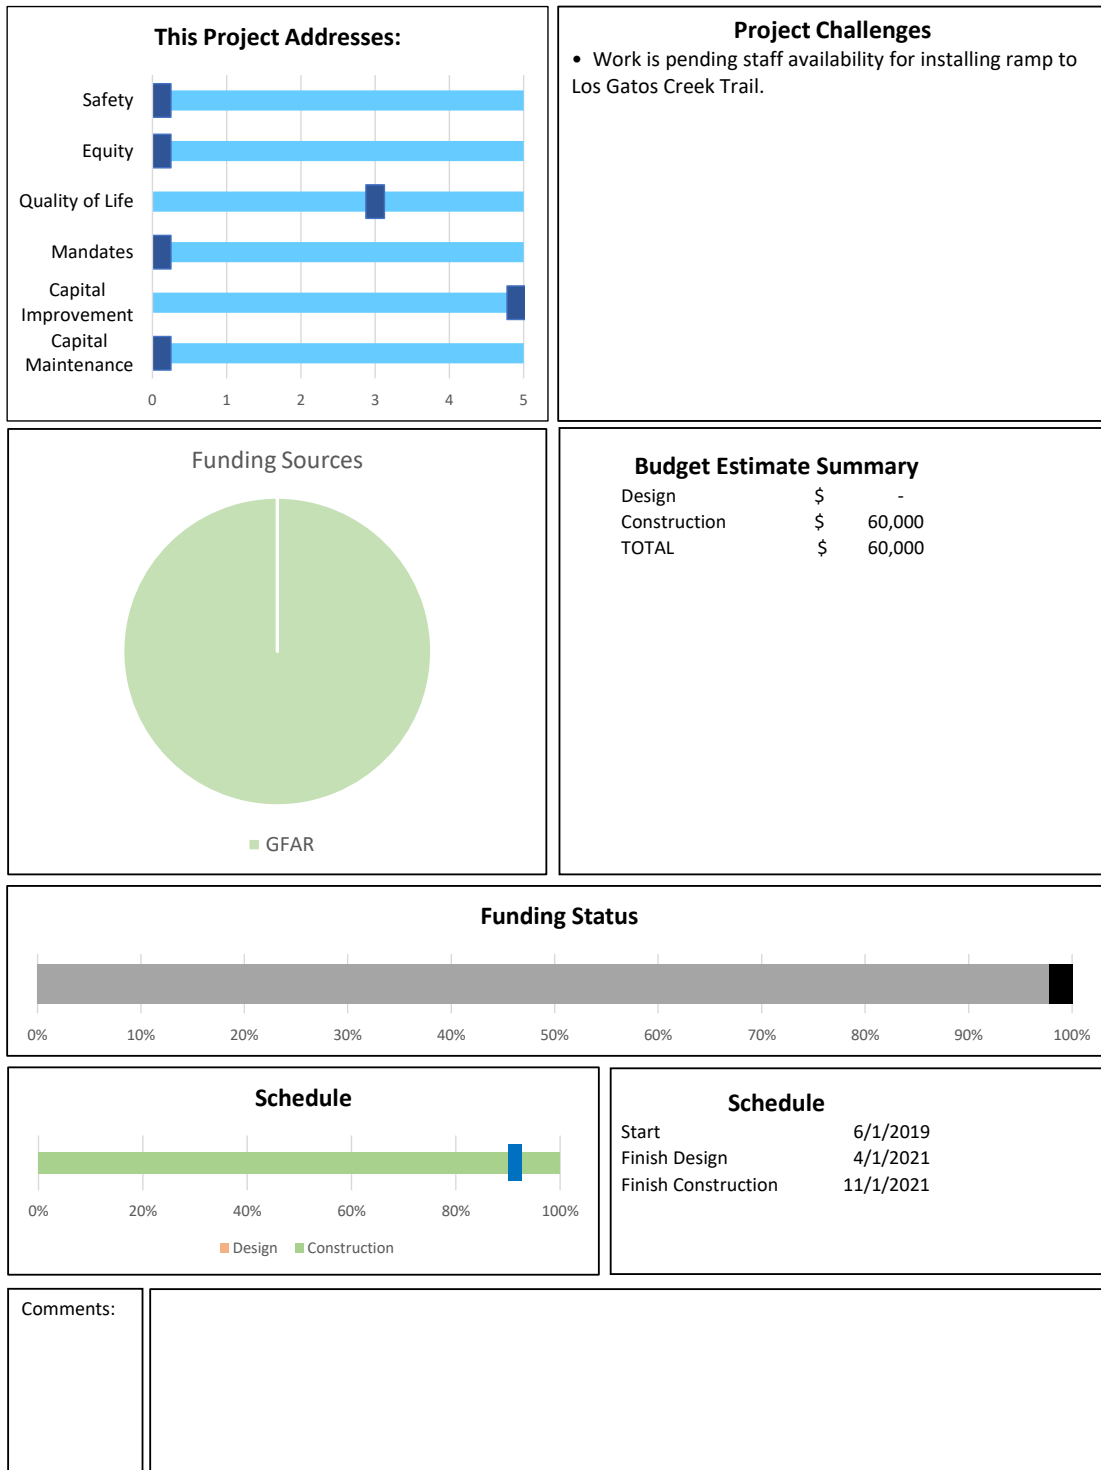 This Project Addresses:
Safety
Equity
Quality of Life
Mandates
Capital
Improvement
Capital
Maintenance
0 1 2 3 4 5
Project Challenges
• Work is pending staff availability for installing ramp to
Los Gatos Creek Trail.
Funding Sources
GFAR
Budget Estimate Summary
Design $ -
Construction $ 60,000
TOTAL $ 60,000
Funding Status
0% 10% 20% 30% 40% 50% 60% 70% 80% 90% 100%
Schedule
0% 20% 40% 60% 80% 100%
Design Construction
Schedule
Start 6/1/2019
Finish Design 4/1/2021
Finish Construction 11/1/2021
Comments: